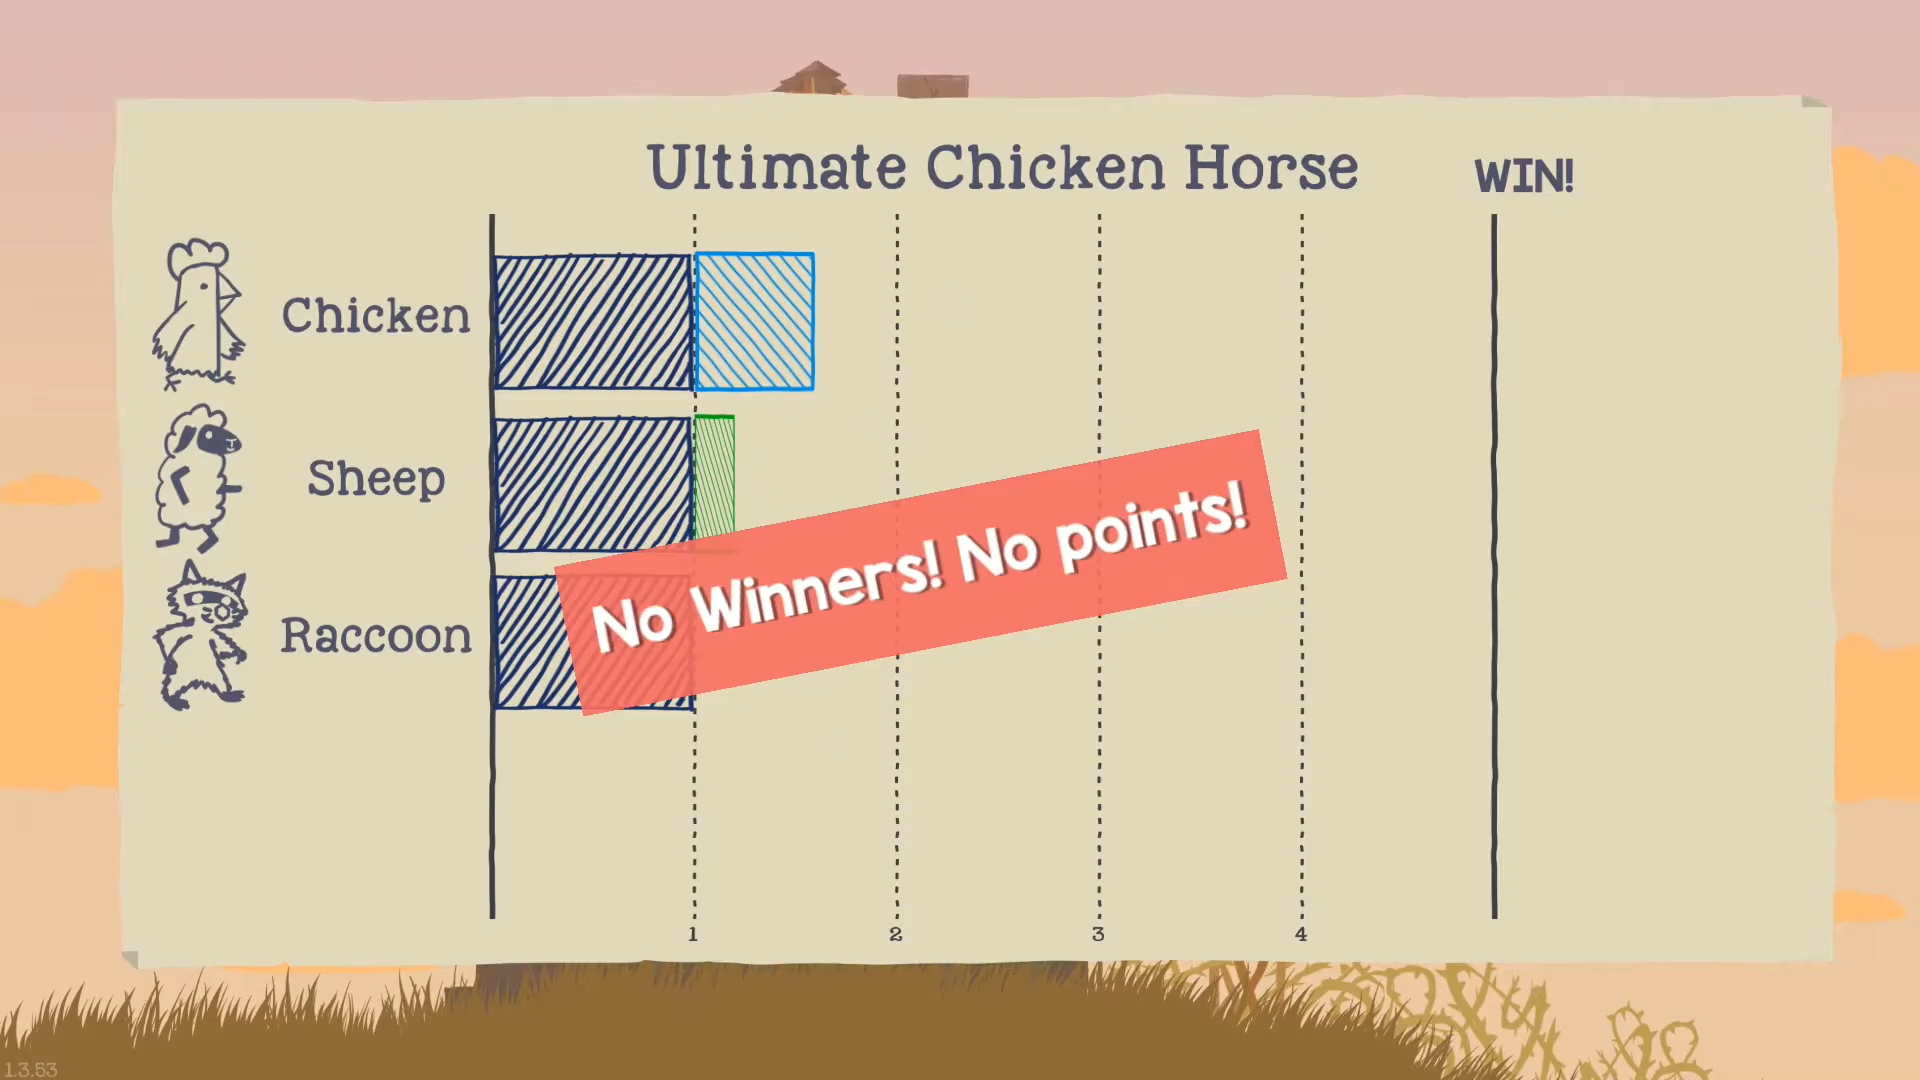 Ultimate Chicken Horse
WIN!
Chicken
Sheep
Raccoon
No Winners! No points!
1 2 3 4
1.3.53